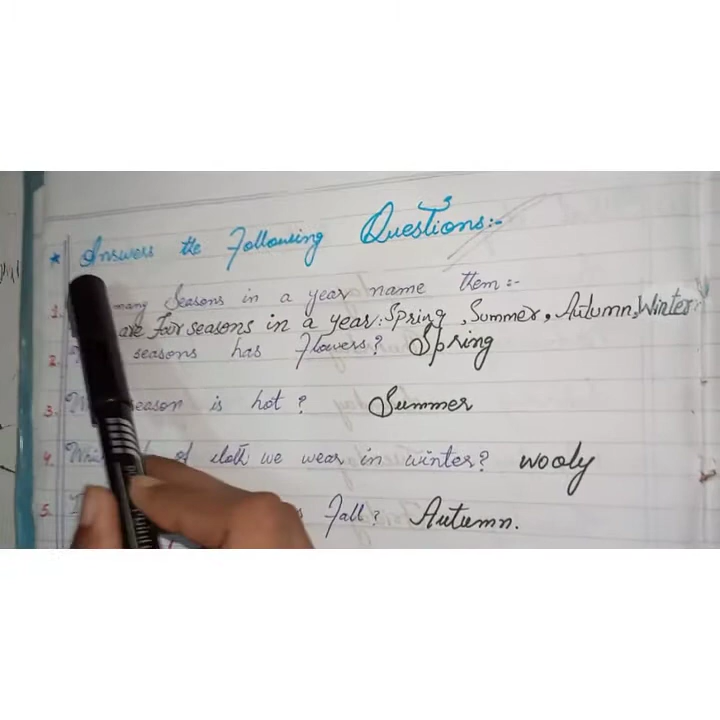 * Answers the Following Questions:-
1. many Seasons in a year name them:-
are Four seasons in a year: Spring, Summer, Autumn, Winter
2. seasons has Flowers? Spring
3. season is hot? Summer
4. of cloth we wear in winter? wooly
5. Fall? Autumn.